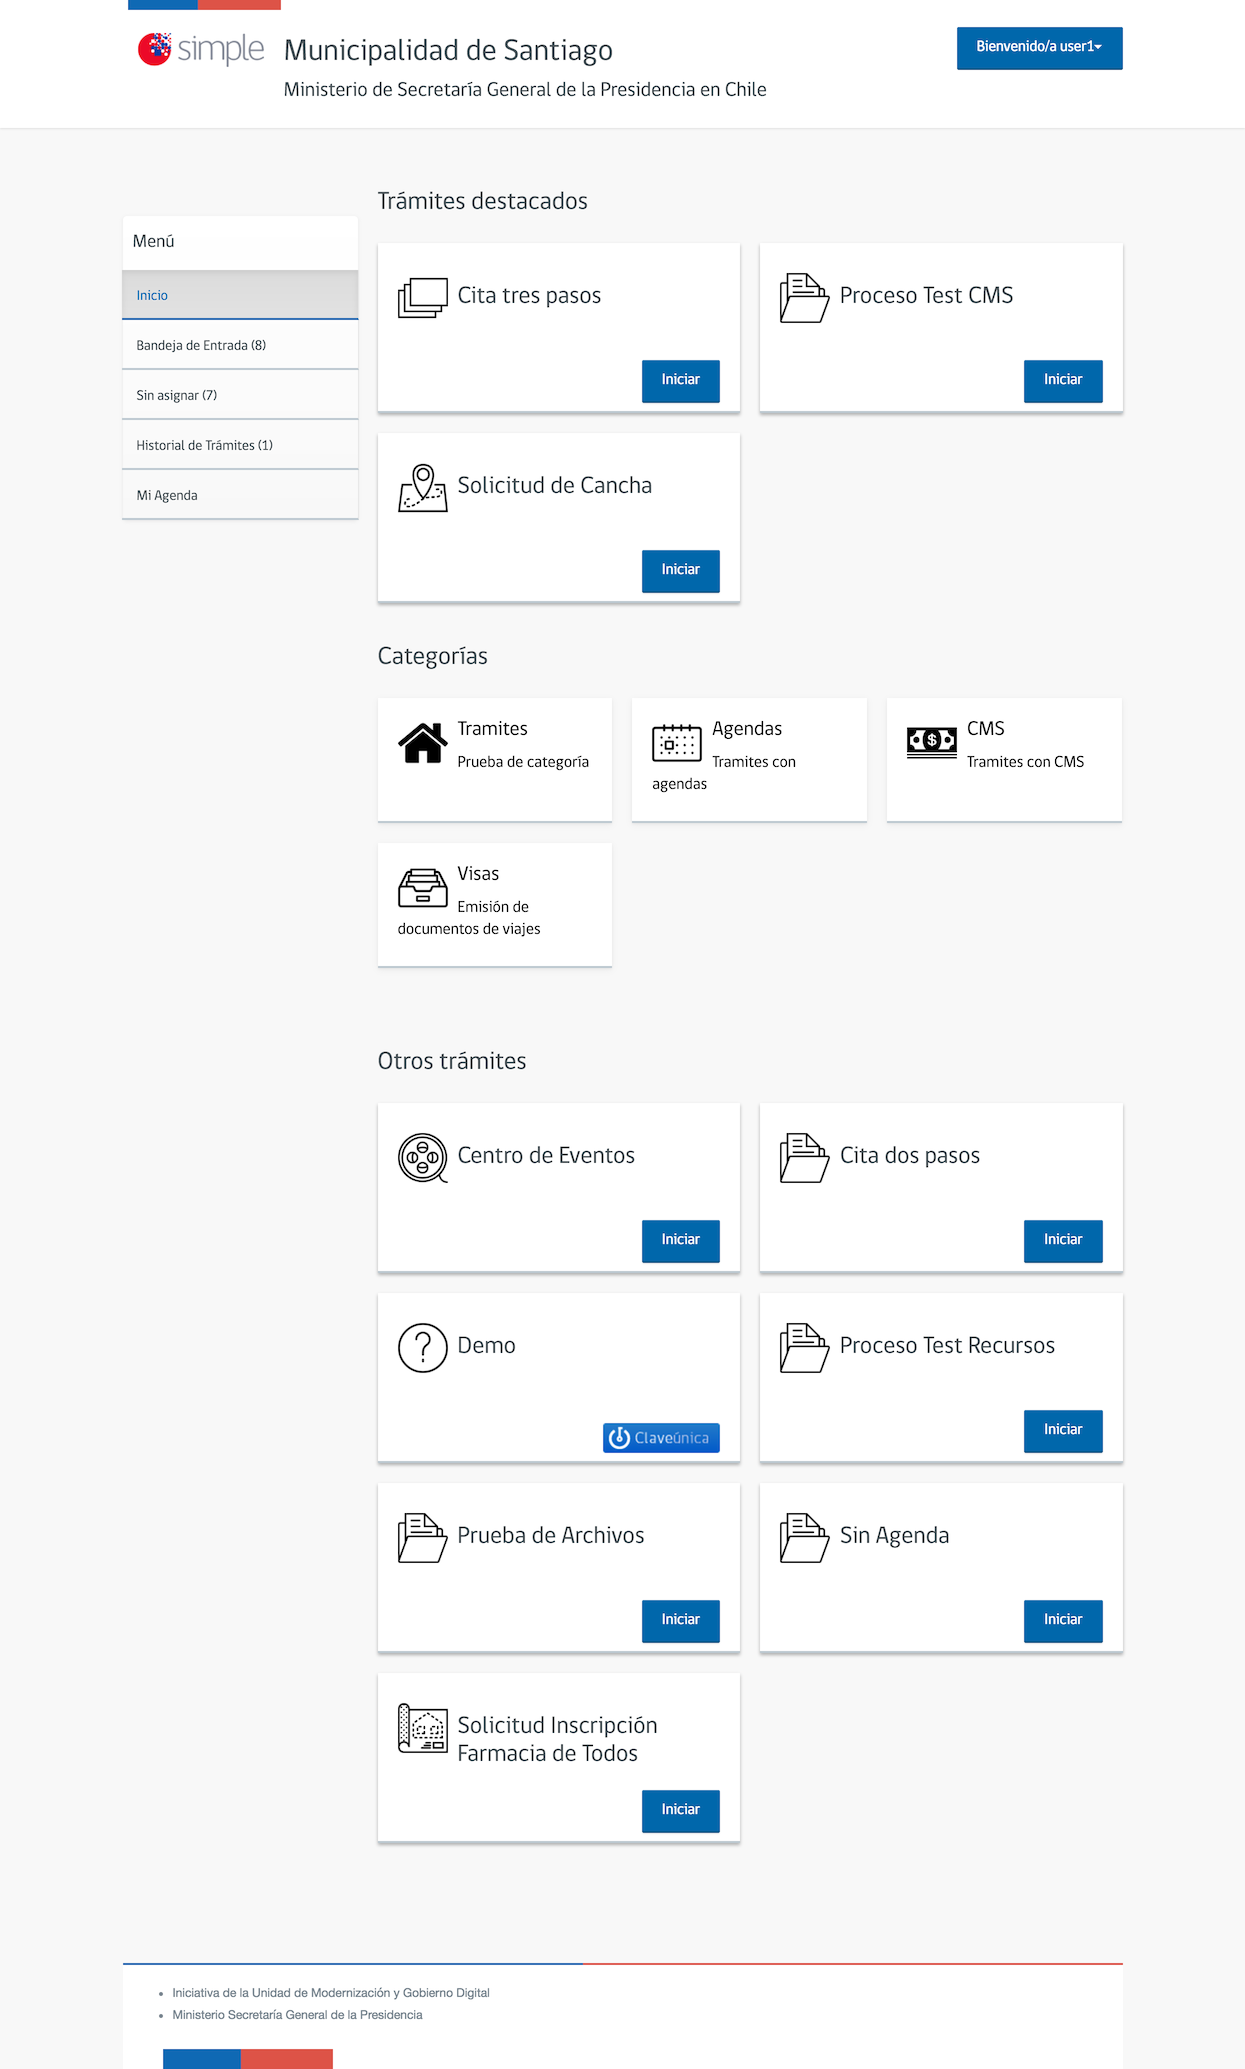 simple
Municipalidad de Santiago
Ministerio de Secretaría General de la Presidencia en Chile
Bienvenido/a user1
Menú
Inicio
Bandeja de Entrada (8)
Sin asignar (7)
Historial de Trámites (1)
Mi Agenda
Trámites destacados
Cita tres pasos
Iniciar
Proceso Test CMS
Iniciar
Solicitud de Cancha
Iniciar
Categorías
Tramites
Prueba de categoría
Agendas
Tramites con
agendas
CMS
Tramites con CMS
Visas
Emisión de
documentos de viajes
Otros trámites
Centro de Eventos
Iniciar
Cita dos pasos
Iniciar
Demo
Claveúnica
Proceso Test Recursos
Iniciar
Prueba de Archivos
Iniciar
Sin Agenda
Iniciar
Solicitud Inscripción
Farmacia de Todos
Iniciar
Iniciativa de la Unidad de Modernización y Gobierno Digital
Ministerio Secretaría General de la Presidencia